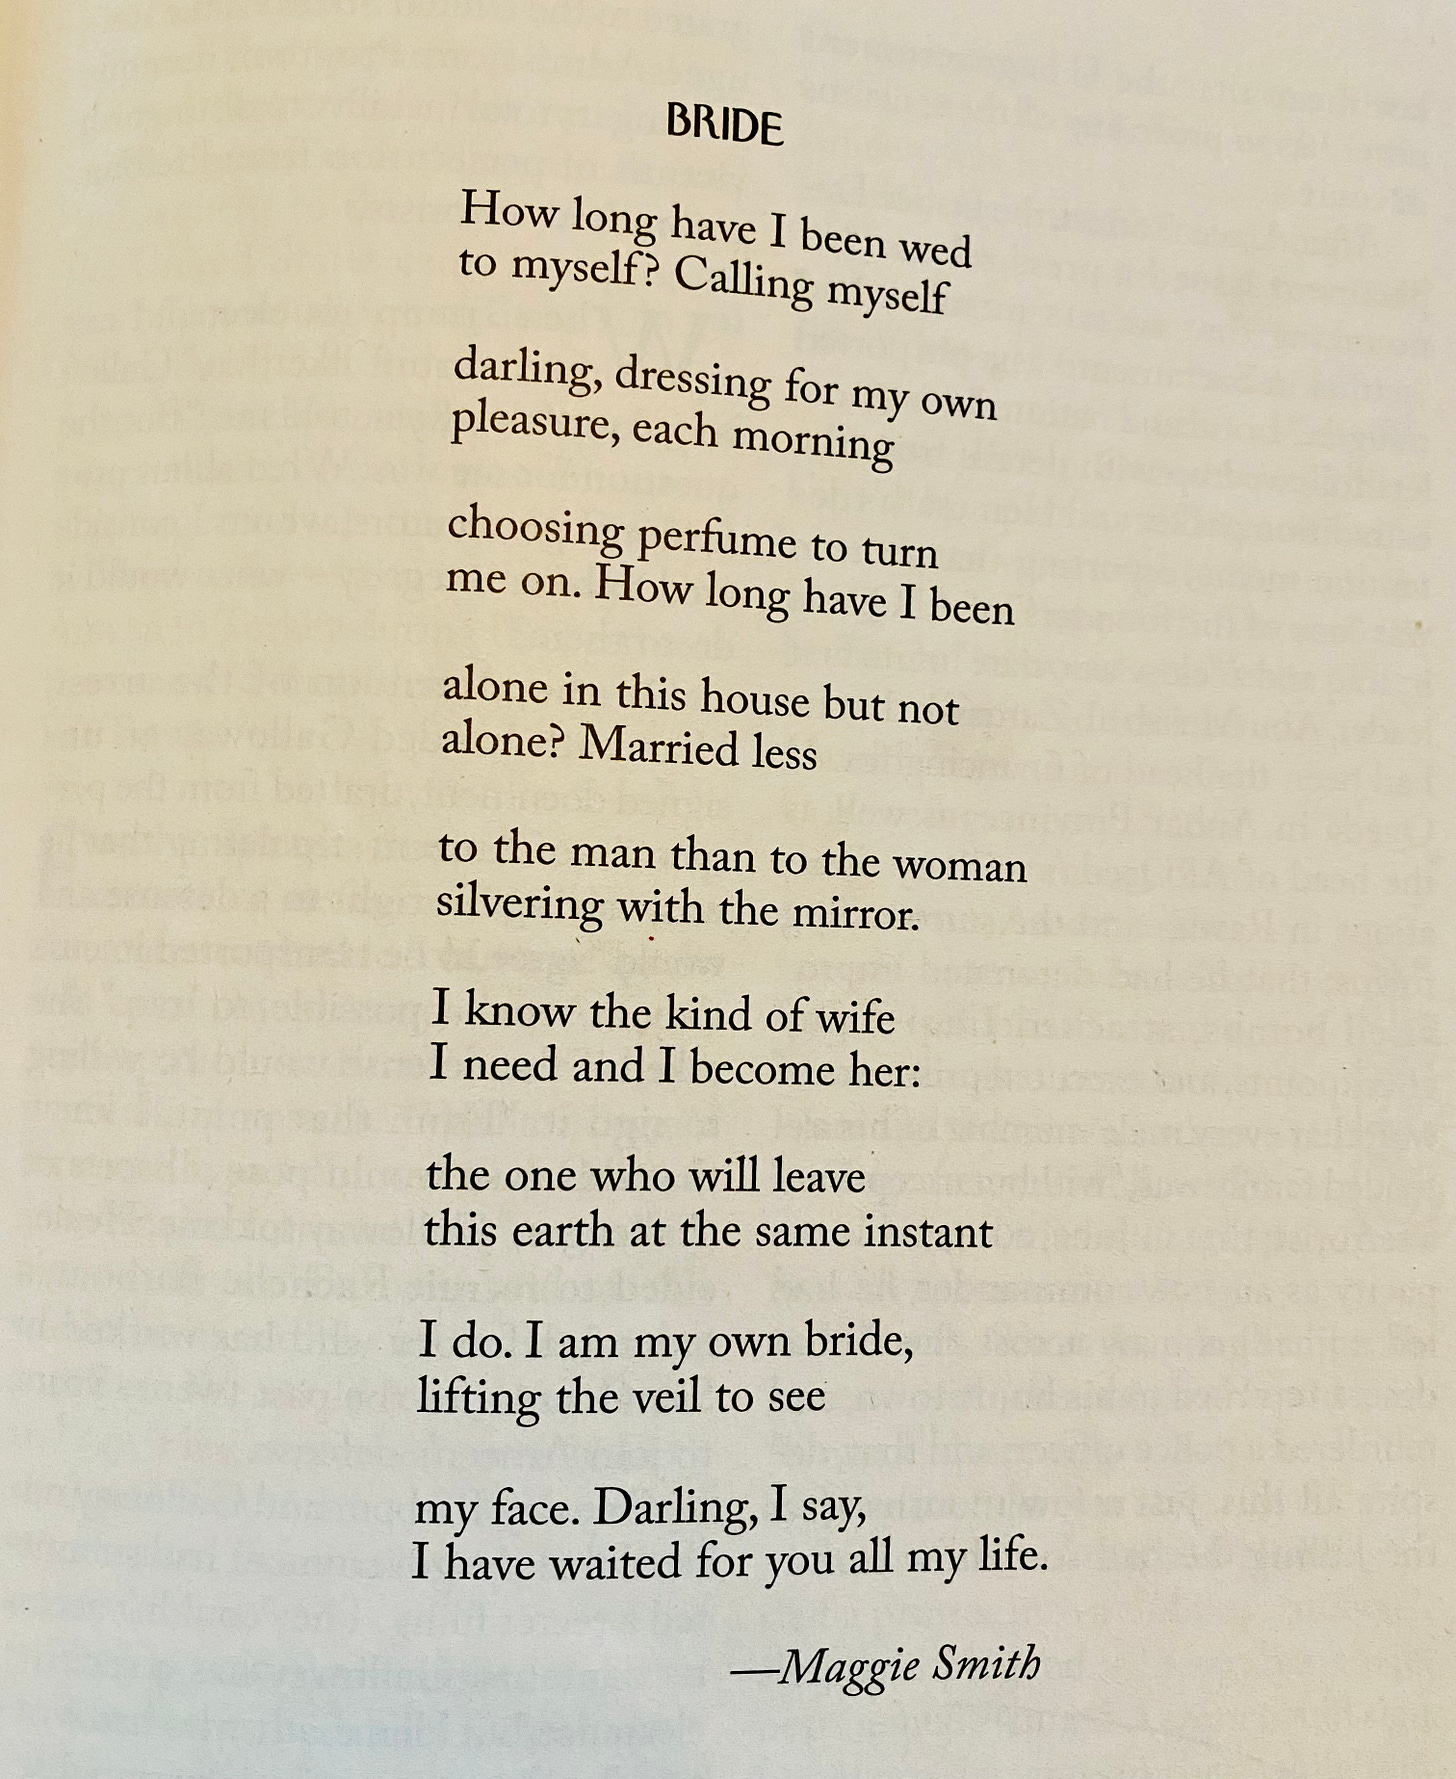 BRIDE
How long have I been wed
to myself? Calling myself
darling, dressing for my own
pleasure, each morning
choosing perfume to turn
me on. How long have I been
alone in this house but not
alone? Married less
to the man than to the woman
silvering with the mirror.
I know the kind of wife
I need and I become her:
the one who will leave
this earth at the same instant
I do. I am my own bride,
lifting the veil to see
my face. Darling, I say,
I have waited for you all my life.
—Maggie Smith